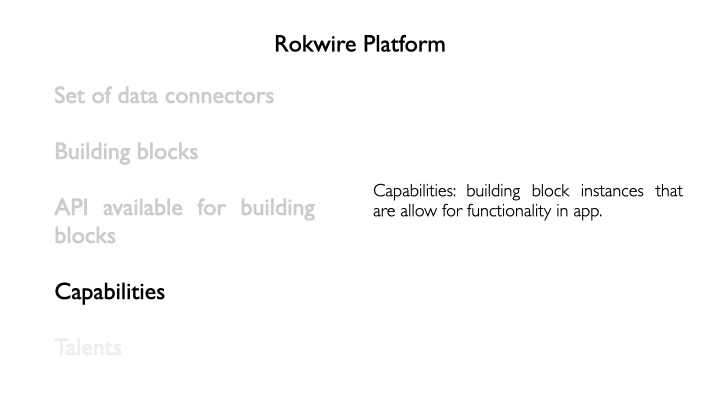 Rokwire Platform
Set of data connectors
Building blocks
API available for building
blocks
Capabilities
Talents
Capabilities: building block instances that
are allow for functionality in app.